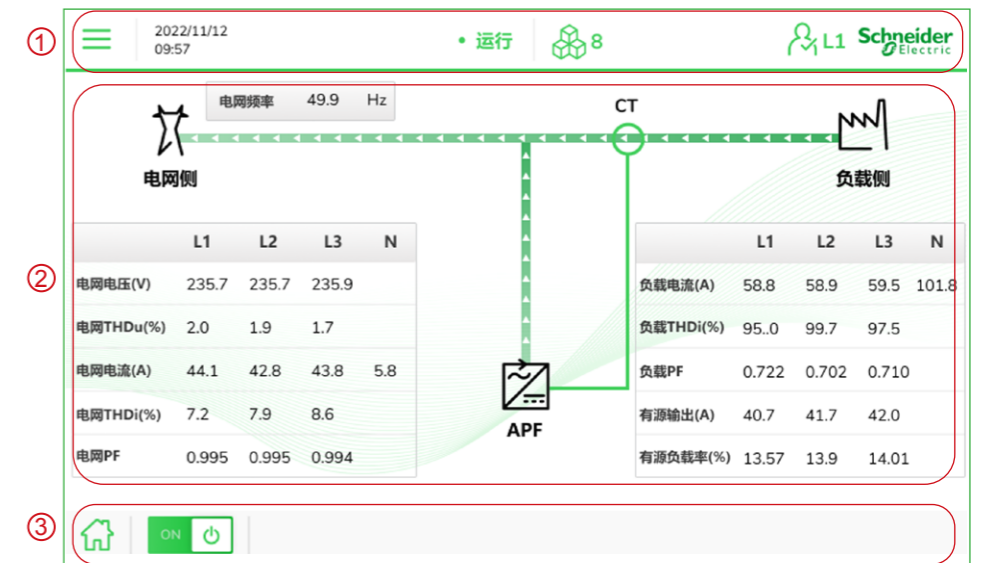 ① 2022/11/12
09:57
• 运行 8 L1 Schneider
Electric
电网频率 49.9 Hz
CT
电网侧 负载侧
②
L1 L2 L3 N
电网电压(V) 235.7 235.7 235.9
电网THDu(%) 2.0 1.9 1.7
电网电流(A) 44.1 42.8 43.8 5.8
电网THDi(%) 7.2 7.9 8.6
电网PF 0.995 0.995 0.994
APF
L1 L2 L3 N
负载电流(A) 58.8 58.9 59.5 101.8
负载THDi(%) 95..0 99.7 97.5
负载PF 0.722 0.702 0.710
有源输出(A) 40.7 41.7 42.0
有源负载率(%) 13.57 13.9 14.01
③ ON